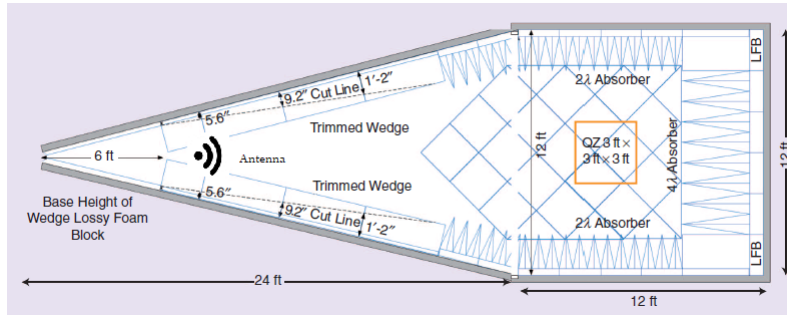 LFB
12 ft
2λ Absorber
9.2" Cut Line
1'-2"
5.6"
Trimmed Wedge
6 ft
Antenna
12 ft
QZ 3 ft ×
3 ft × 3 ft
4λ Absorber
12 ft
Trimmed Wedge
5.6"
9.2" Cut Line
1'-2"
2λ Absorber
Base Height of
Wedge Lossy Foam
Block
LFB
24 ft
12 ft